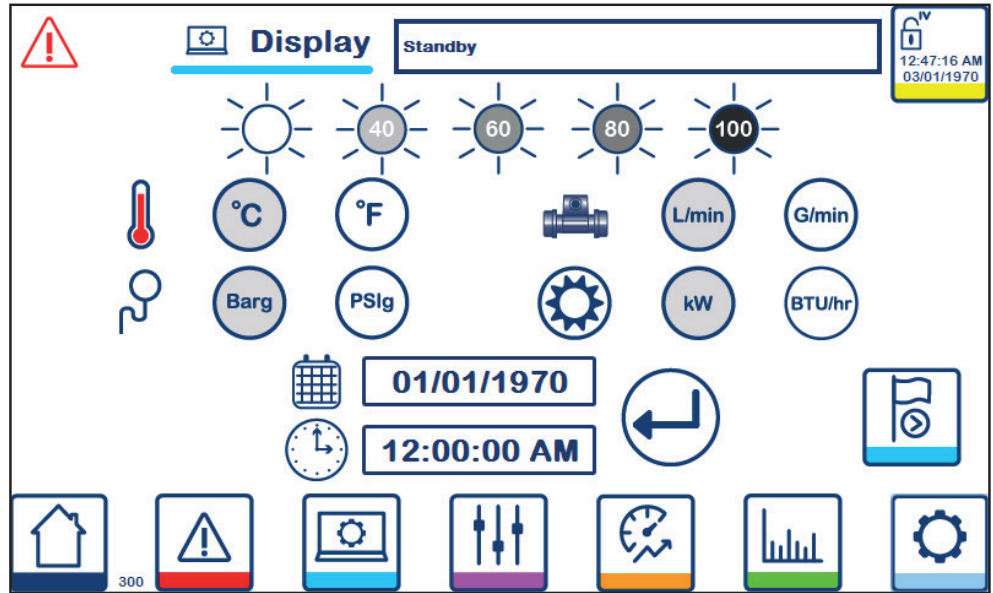 Display
Standby
IV
12:47:16 AM
03/01/1970
40
60
80
100
°C
°F
L/min
G/min
Barg
PSIg
kW
BTU/hr
01/01/1970
12:00:00 AM
300